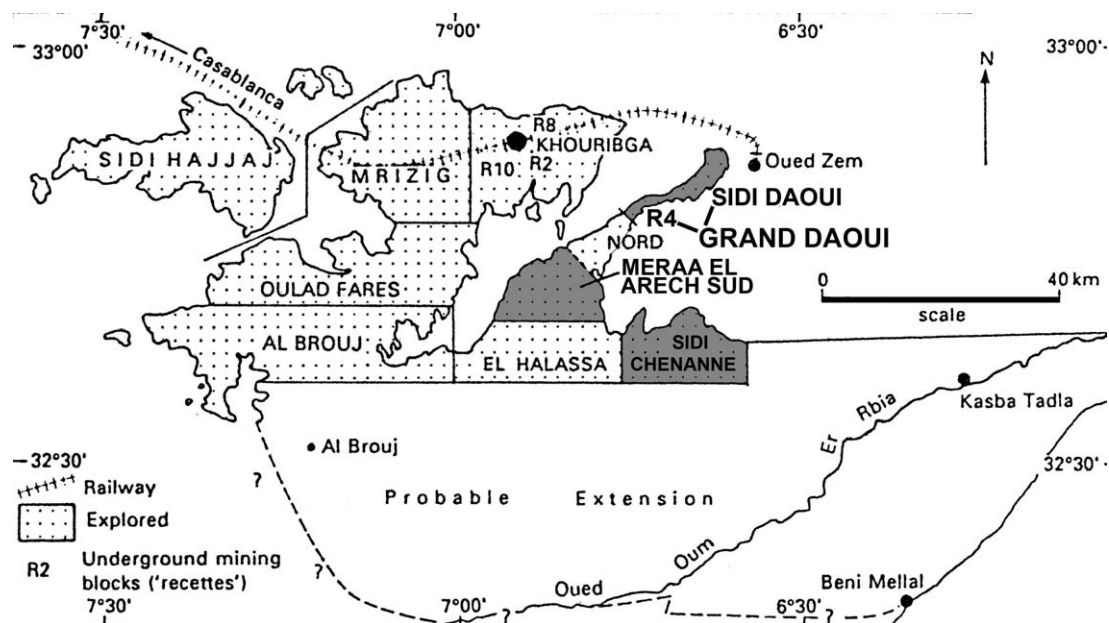 7°30'
7°00'
6°30'
33°00'
33°00'
Casablanca
N
R8
KHOURIBGA
SIDI HAJJAJ
MRIZIG
R10
R2
Oued Zem
SIDI DAOUI
R4
GRAND DAOUI
NORD
MERAA EL
ARECH SUD
0
40 km
scale
OULAD FARES
AL BROUJ
EL HALASSA
SIDI
CHENANNE
Kasba Tadla
Al Brouj
32°30'
32°30'
Railway
Explored
R2
Underground mining
blocks ('recettes')
?
?
Probable Extension
Oued Oum Er Rbia
Beni Mellal
7°30'
7°00'
?
6°30'
?